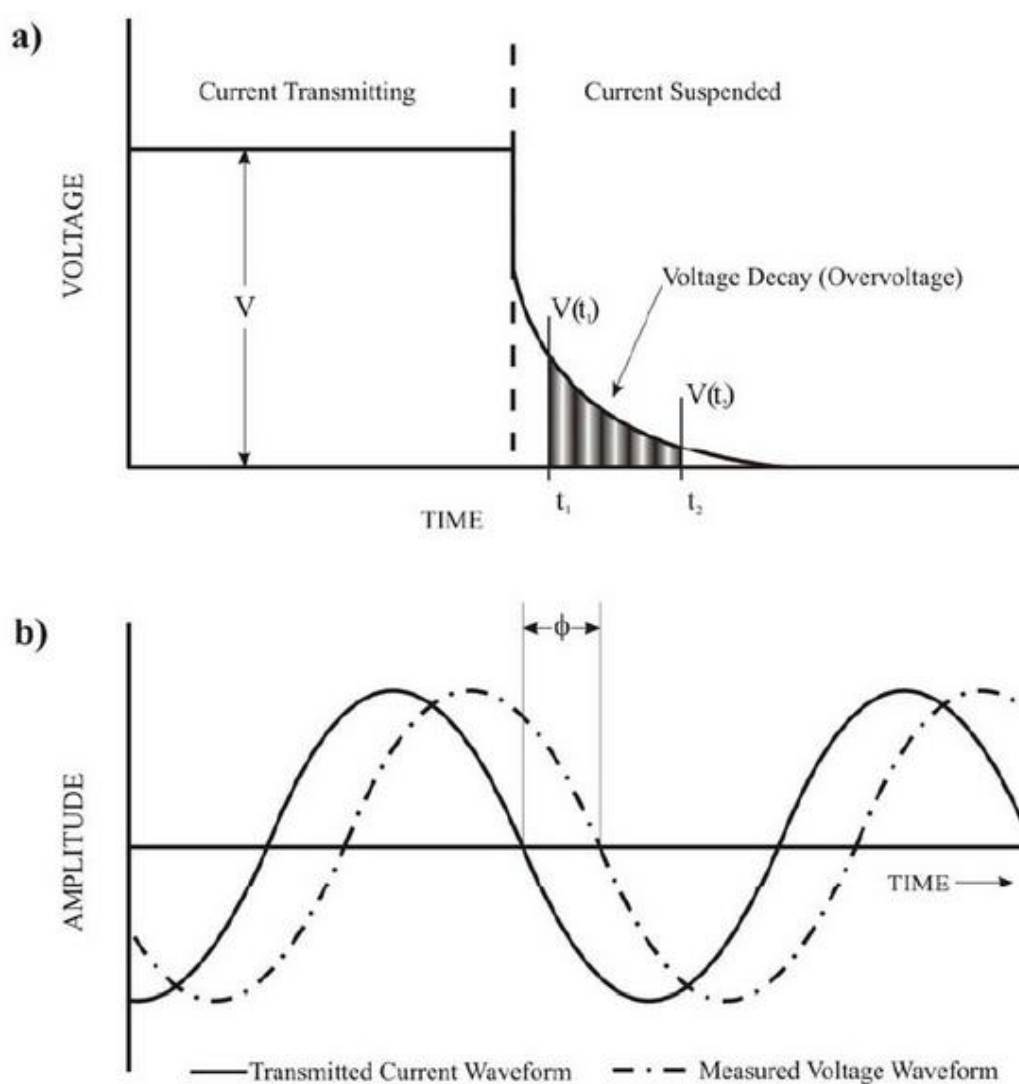 a)
Current Transmitting
Current Suspended
VOLTAGE
V
Voltage Decay (Overvoltage)
V(t₁)
V(t₂)
t₁
t₂
TIME
b)
ϕ
AMPLITUDE
TIME
Transmitted Current Waveform
Measured Voltage Waveform